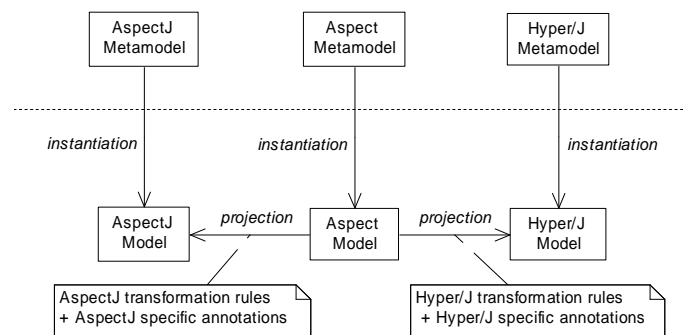 AspectJ
Metamodel
Aspect
Metamodel
Hyper/J
Metamodel
instantiation
instantiation
instantiation
AspectJ
Model
projection
Aspect
Model
projection
Hyper/J
Model
AspectJ transformation rules
+ AspectJ specific annotations
Hyper/J transformation rules
+ Hyper/J specific annotations